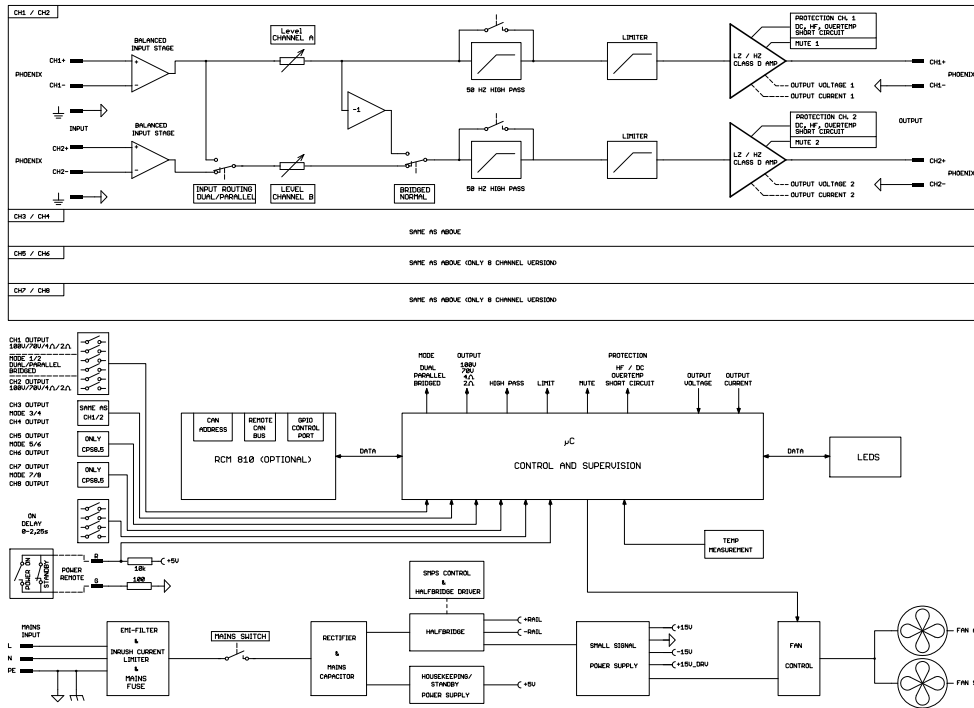 CH1 / CH2
PHOENIX
CH1+
CH1-
INPUT
BALANCED
INPUT STAGE
Level
CHANNEL A
-1
50 HZ HIGH PASS
LIMITER
LZ / HZ
CLASS D AMP
PROTECTION CH. 1
DC, HF, OVERTEMP
SHORT CIRCUIT
MUTE 1
OUTPUT VOLTAGE 1
OUTPUT CURRENT 1
CH1+
CH1-
PHOENIX
OUTPUT
PHOENIX
CH2+
CH2-
BALANCED
INPUT STAGE
INPUT ROUTING
DUAL/PARALLEL
LEVEL
CHANNEL B
BRIDGED
NORMAL
50 HZ HIGH PASS
LIMITER
LZ / HZ
CLASS D AMP
PROTECTION CH. 2
DC, HF, OVERTEMP
SHORT CIRCUIT
MUTE 2
OUTPUT VOLTAGE 2
OUTPUT CURRENT 2
CH2+
CH2-
PHOENIX
CH3 / CH4
SAME AS ABOVE
CH5 / CH6
SAME AS ABOVE (ONLY 8 CHANNEL VERSION)
CH7 / CH8
SAME AS ABOVE (ONLY 8 CHANNEL VERSION)
CH1 OUTPUT
100V/70V/4Ω/2Ω
MODE 1/2
DUAL/PARALLEL
BRIDGED
CH2 OUTPUT
100V/70V/4Ω/2Ω
CH3 OUTPUT
MODE 3/4
CH4 OUTPUT
SAME AS
CH1/2
CH5 OUTPUT
MODE 5/6
CH6 OUTPUT
ONLY
CPS8.5
CH7 OUTPUT
MODE 7/8
CH8 OUTPUT
ONLY
CPS8.5
ON
DELAY
0-2,25s
CAN
ADDRESS
REMOTE
CAN
BUS
GPIO
CONTROL
PORT
RCM 810 (OPTIONAL)
DATA
MODE
DUAL
PARALLEL
BRIDGED
OUTPUT
100V
70V
4Ω
2Ω
HIGH PASS
LIMIT
MUTE
PROTECTION
HF / DC
OVERTEMP
SHORT CIRCUIT
OUTPUT
VOLTAGE
OUTPUT
CURRENT
µC
CONTROL AND SUPERVISION
DATA
LEDS
TEMP
MEASUREMENT
POWER ON
STANDBY
POWER
REMOTE
R
10k
+5V
G
100
MAINS
INPUT
L
N
PE
EMI-FILTER
&
INRUSH CURRENT
LIMITER
&
MAINS
FUSE
MAINS SWITCH
RECTIFIER
&
MAINS
CAPACITOR
SMPS CONTROL
&
HALFBRIDGE DRIVER
HALFBRIDGE
+RAIL
-RAIL
HOUSEKEEPING/
STANDBY
POWER SUPPLY
+5V
SMALL SIGNAL
POWER SUPPLY
+15V
-15V
+15V_DRV
FAN
CONTROL
FAN
FAN